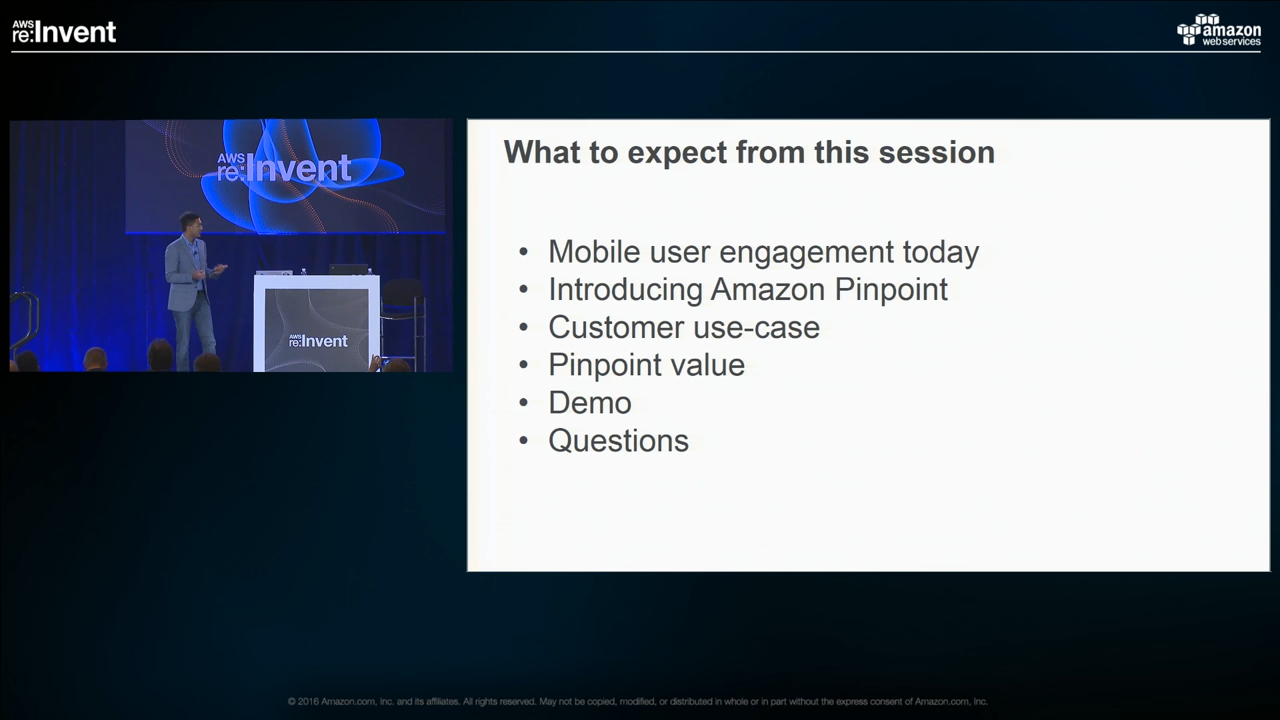 AWS
re:Invent
amazon
web services
AWS
re:Invent
AWS
re:Invent
What to expect from this session
• Mobile user engagement today
• Introducing Amazon Pinpoint
• Customer use-case
• Pinpoint value
• Demo
• Questions
© 2016 Amazon.com, Inc. and its affiliates. All rights reserved. May not be copied, modified, or distributed in whole or in part without the express consent of Amazon.com, Inc.